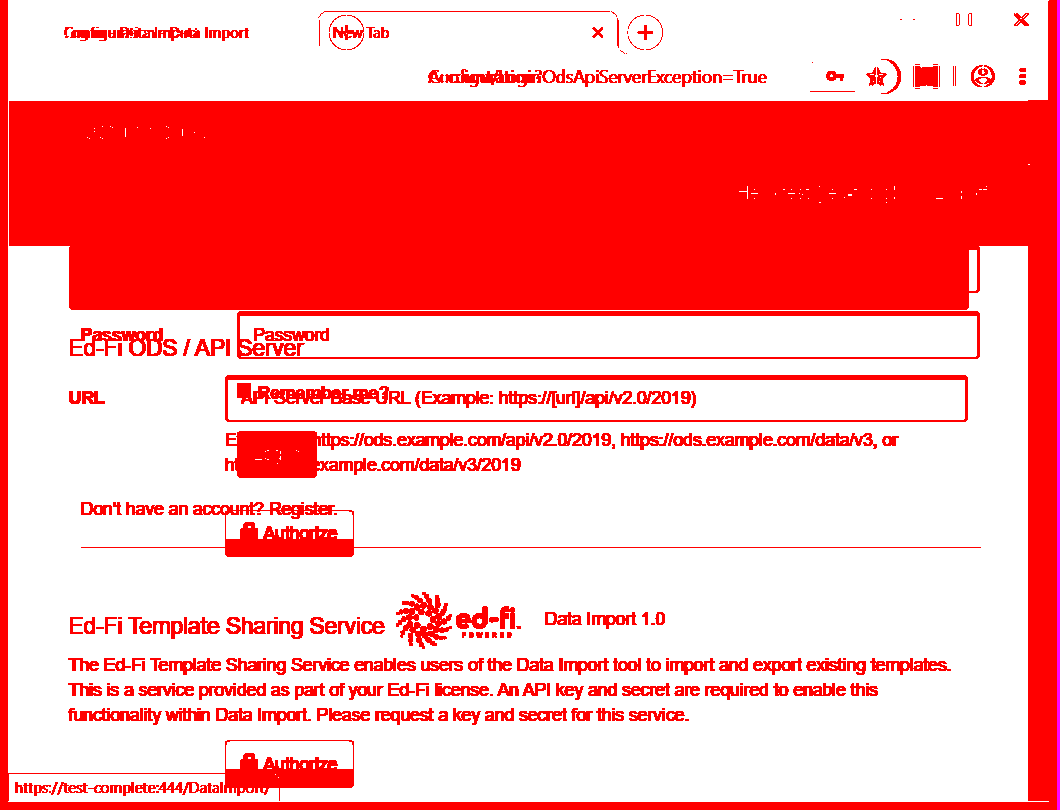 Data Import
New Tab
?OdsApiServerException=True
Password Password
Ed-Fi ODS / API Server
Remember me?
URL API Server Base URL (Example: https://[url]/api/v2.0/2019)
https://ods.example.com/api/v2.0/2019, https://ods.example.com/data/v3, or
example.com/data/v3/2019
Don't have an account? Register.
Authorize
Ed-Fi Template Sharing Service
ed-fi
POWERED
Data Import 1.0
The Ed-Fi Template Sharing Service enables users of the Data Import tool to import and export existing templates.
This is a service provided as part of your Ed-Fi license. An API key and secret are required to enable this
functionality within Data Import. Please request a key and secret for this service.
Authorize
https://test-complete:444/DataImport/